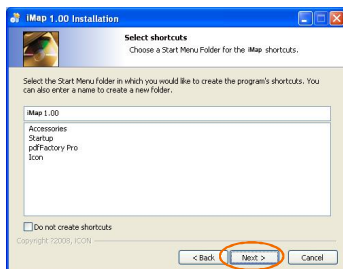 iMap 1.00 Installation
Select shortcuts
Choose a Start Menu Folder for the iMap shortcuts.
Select the Start Menu folder in which you would like to create the program's shortcuts. You
can also enter a name to create a new folder.
iMap 1.00
Accessories
Startup
pdfFactory Pro
Icon
Do not create shortcuts
Copyright ?2008, ICON
< Back
Next >
Cancel